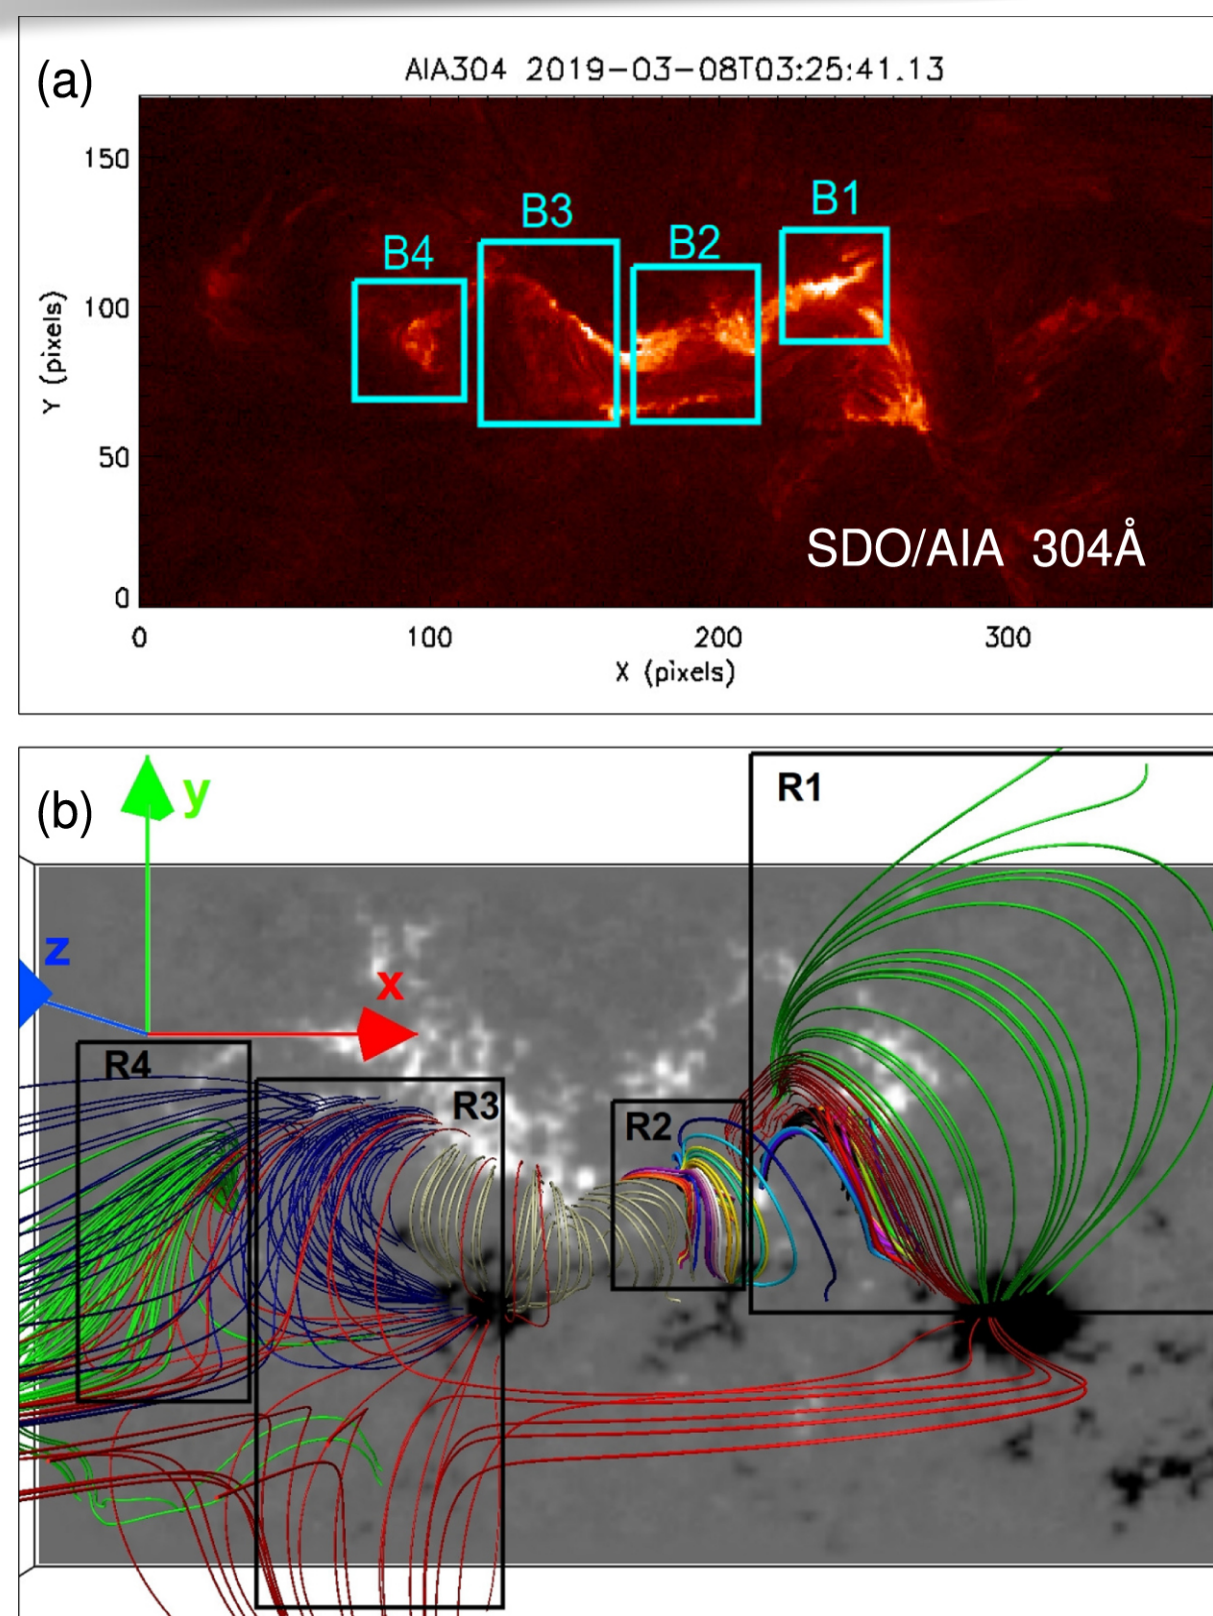 (a)
AIA304 2019-03-08T03:25:41.13
150
100
50
0
Y (pixels)
B4
B3
B2
B1
SDO/AIA 304Å
0
100
200
300
X (pixels)
(b)
y
z
x
R1
R2
R3
R4